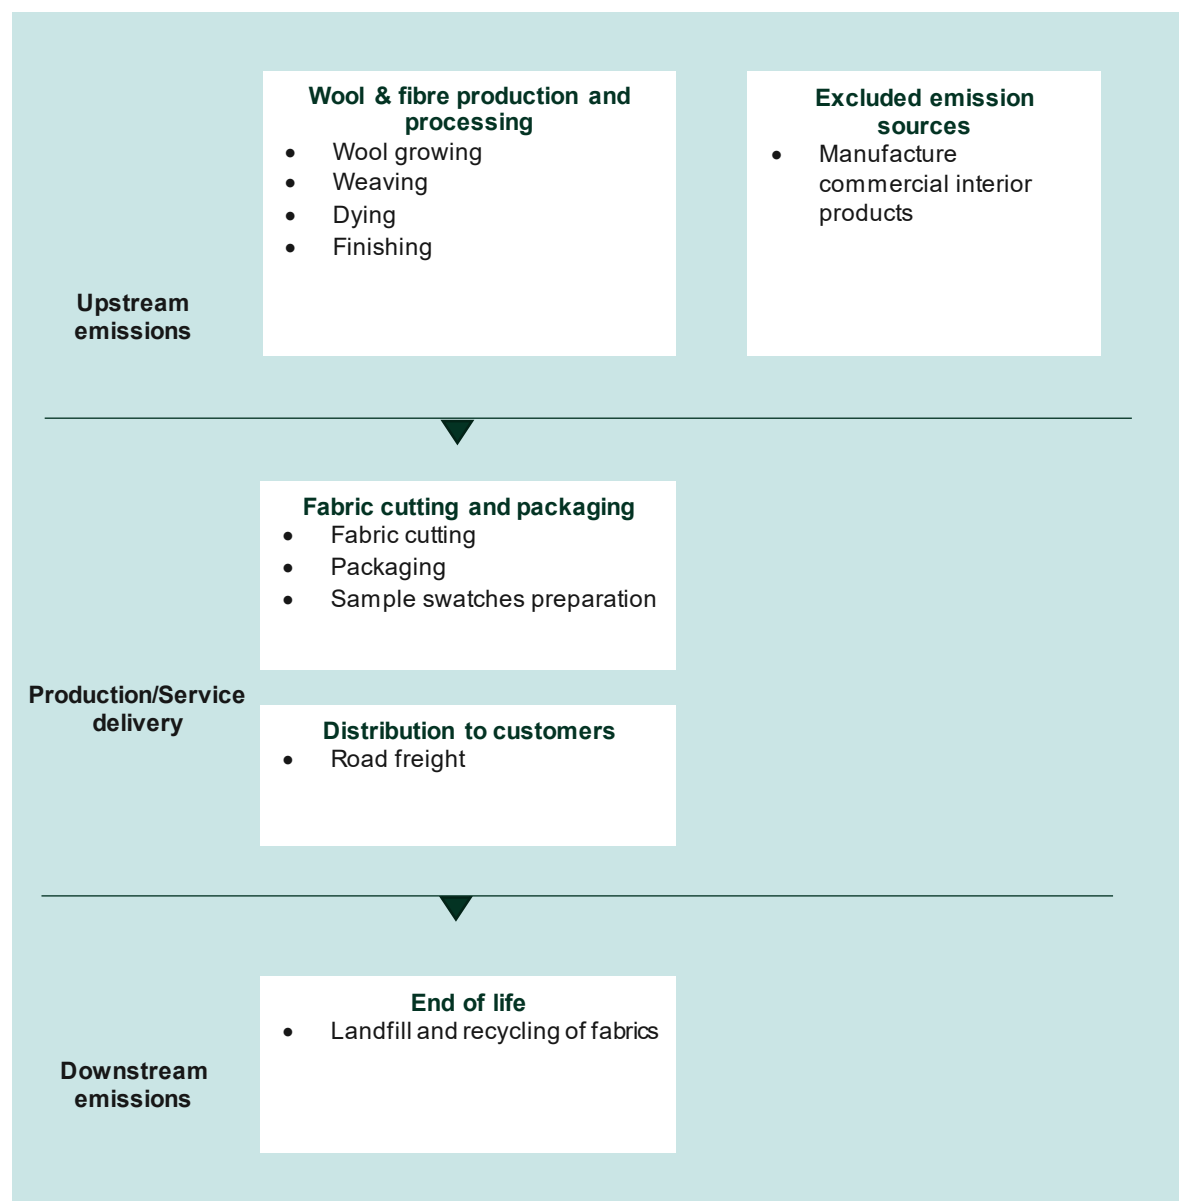 Wool & fibre production and
processing
• Wool growing
• Weaving
• Dying
• Finishing
Excluded emission
sources
• Manufacture
commercial interior
products
Upstream
emissions
Fabric cutting and packaging
• Fabric cutting
• Packaging
• Sample swatches preparation
Production/Service
delivery
Distribution to customers
• Road freight
End of life
• Landfill and recycling of fabrics
Downstream
emissions